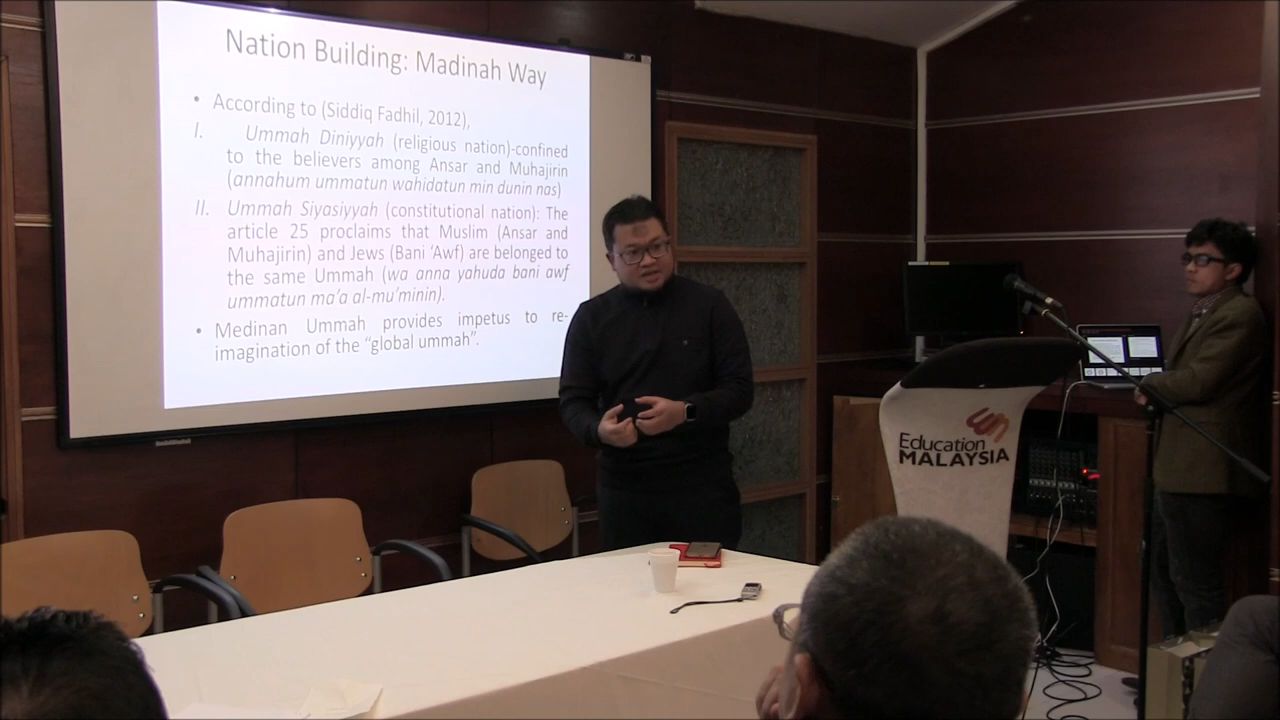 Nation Building: Madinah Way
• According to (Siddiq Fadhil, 2012),
I. Ummah Diniyyah (religious nation)-confined
to the believers among Ansar and Muhajirin
(annahum ummatun wahidatun min dunin nas)
II. Ummah Siyasiyyah (constitutional nation): The
article 25 proclaims that Muslim (Ansar and
Muhajirin) and Jews (Bani ‘Awf) are belonged to
the same Ummah (wa anna yahuda bani awf
ummatun ma’a al-mu’minin).
• Medinan Ummah provides impetus to re-
imagination of the “global ummah”.
Education
MALAYSIA